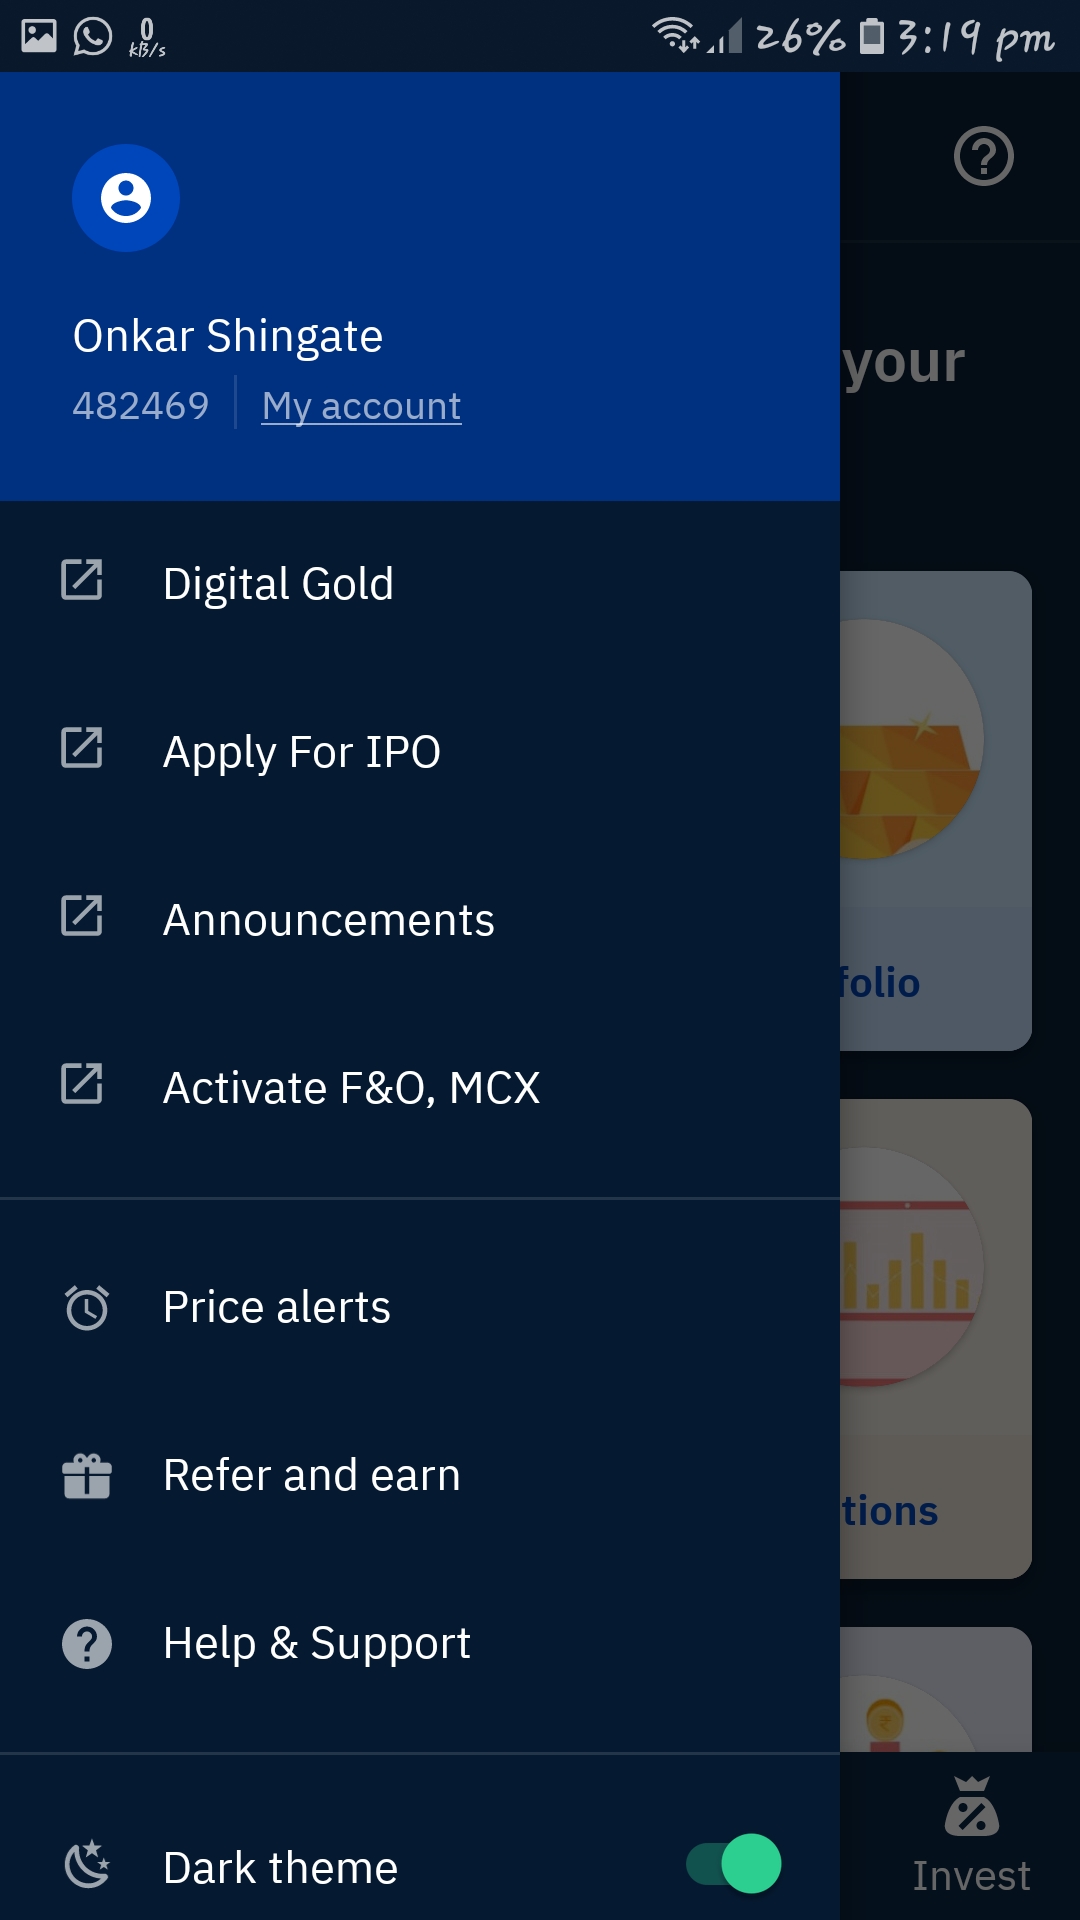 0
KB/s
26% 3:19 pm
your
Onkar Shingate
482469 My account
Digital Gold
Apply For IPO
Announcements
folio
Activate F&O, MCX
Price alerts
Refer and earn
tions
Help & Support
Dark theme
Invest